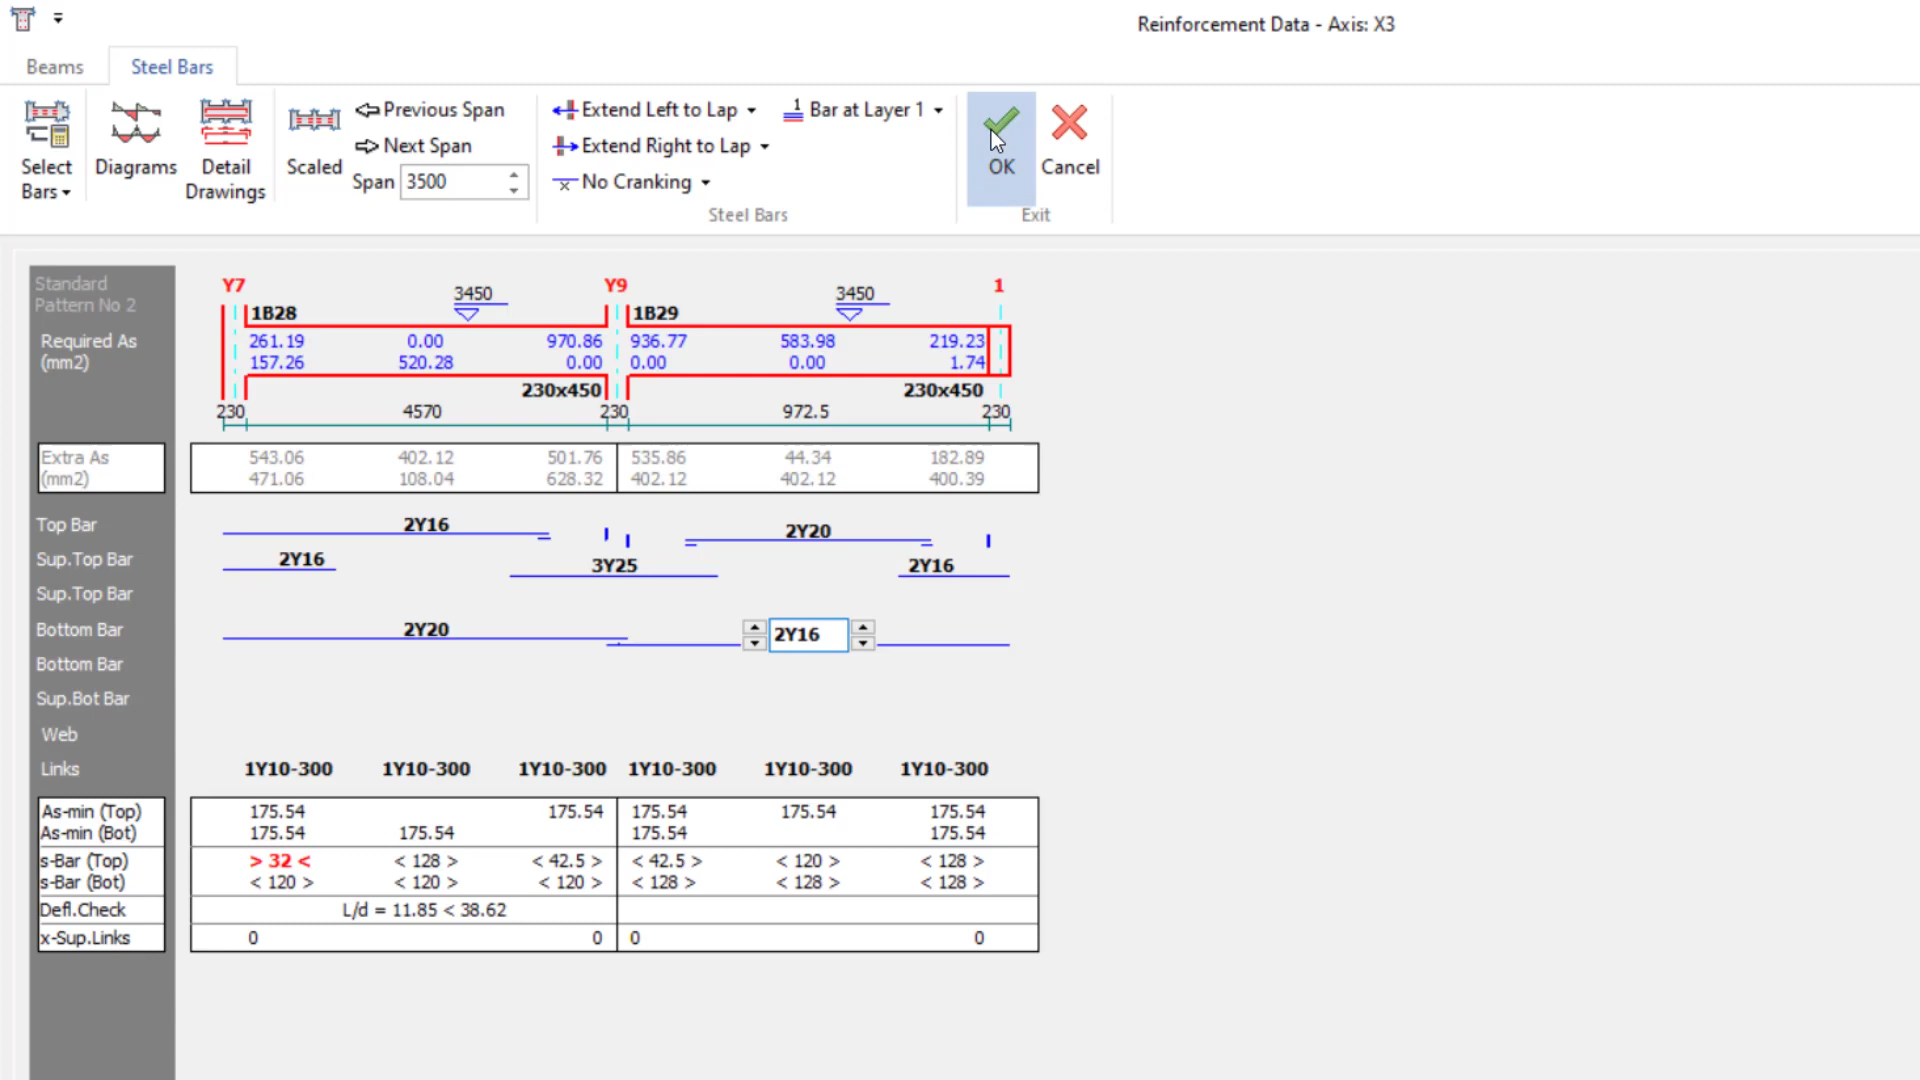 Reinforcement Data - Axis: X3
Beams Steel Bars
Select Bars
Diagrams
Detail Drawings
Scaled
Previous Span
Next Span
Span 3500
Extend Left to Lap
Extend Right to Lap
No Cranking
1 Bar at Layer 1
Steel Bars
OK
Cancel
Exit
Standard
Pattern No 2
Y7 Y9 1
3450 3450
1B28 1B29
Required As 261.19 0.00 970.86 936.77 583.98 219.23
(mm2) 157.26 520.28 0.00 0.00 0.00 1.74
230x450 230x450
230 4570 230 972.5 230
Extra As 543.06 402.12 501.76 535.86 44.34 182.89
(mm2) 471.06 108.04 628.32 402.12 402.12 400.39
Top Bar 2Y16 2Y20
Sup.Top Bar 2Y16 3Y25 2Y16
Sup.Top Bar
Bottom Bar 2Y20 2Y16
Bottom Bar
Sup.Bot Bar
Web
Links 1Y10-300 1Y10-300 1Y10-300 1Y10-300 1Y10-300 1Y10-300
As-min (Top) 175.54 175.54 175.54 175.54 175.54
As-min (Bot) 175.54 175.54 175.54 175.54
s-Bar (Top) > 32 < < 128 > < 42.5 > < 42.5 > < 120 > < 128 >
s-Bar (Bot) < 120 > < 120 > < 120 > < 128 > < 128 > < 128 >
Defl.Check L/d = 11.85 < 38.62
x-Sup.Links 0 0 0 0